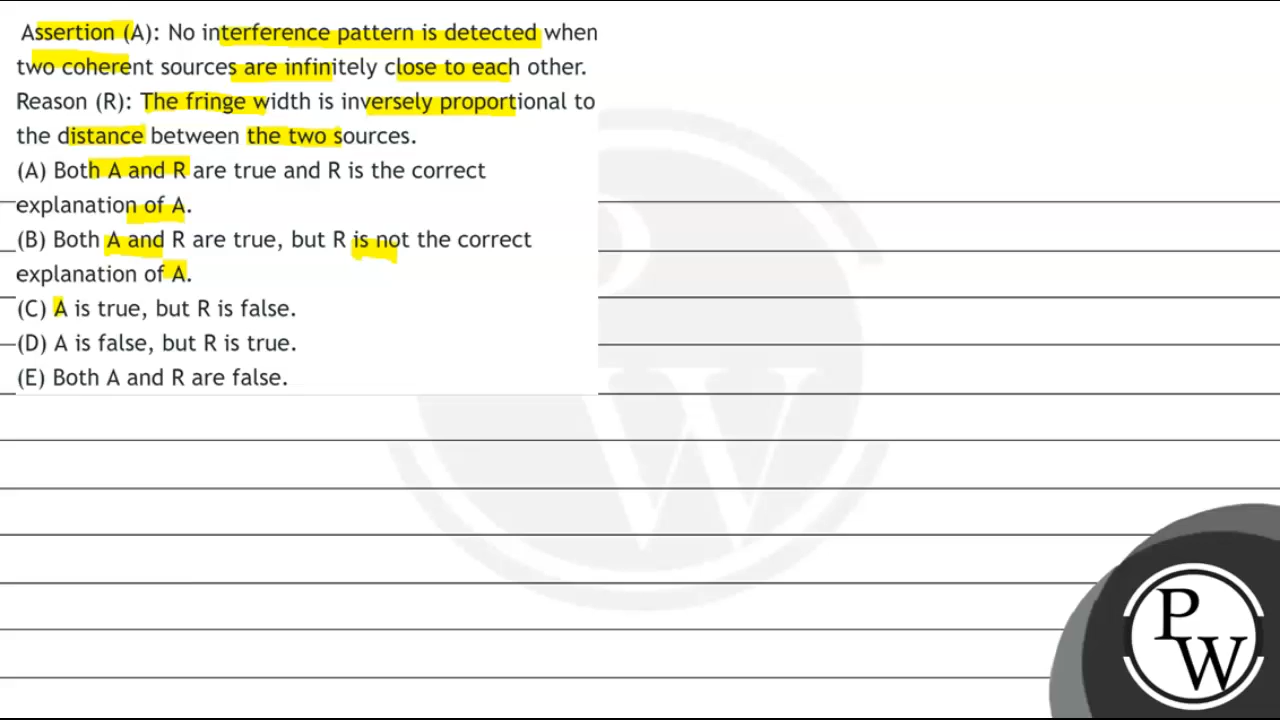 Assertion (A): No interference pattern is detected when
two coherent sources are infinitely close to each other.
Reason (R): The fringe width is inversely proportional to
the distance between the two sources.
(A) Both A and R are true and R is the correct
explanation of A.
(B) Both A and R are true, but R is not the correct
explanation of A.
(C) A is true, but R is false.
(D) A is false, but R is true.
(E) Both A and R are false.
P
W
P
W